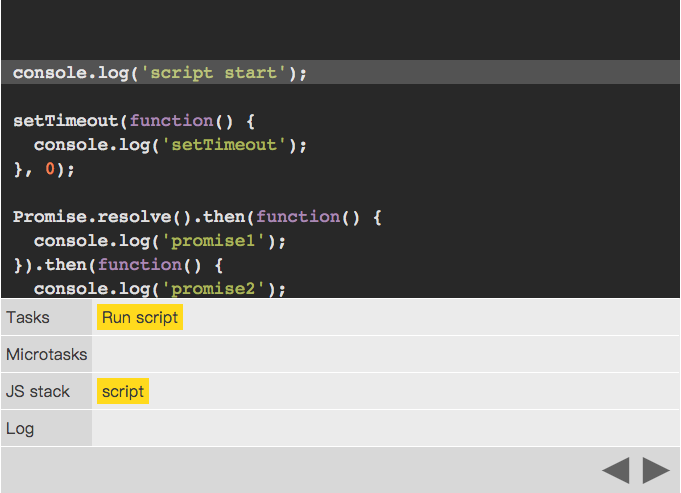 console.log('script start');
setTimeout(function() {
  console.log('setTimeout');
}, 0);
Promise.resolve().then(function() {
  console.log('promise1');
}).then(function() {
  console.log('promise2');
Tasks Run script
Microtasks
JS stack script
Log